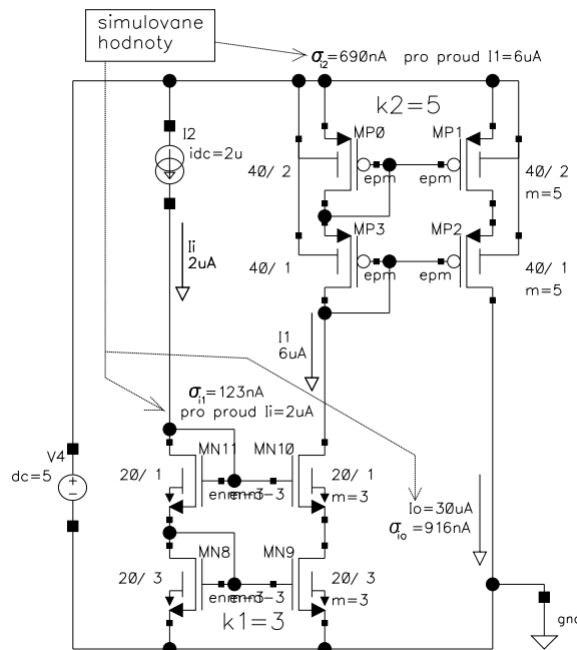 simulovane
hodnoty
σi2=690nA pro proud I1=6uA
k2=5
I2
idc=2u
MP0
MP1
40/ 2
epm
40/ 2
m=5
MP3
MP2
40/ 1
epm
epm
40/ 1
m=5
Ii
2uA
I1
6uA
σi1=123nA
pro proud Ii=2uA
V4
dc=5
MN11
MN10
20/ 1
20/ 1
m=3
Io=30uA
σio=916nA
MN8
MN9
20/ 3
20/ 3
m=3
k1=3
gnd